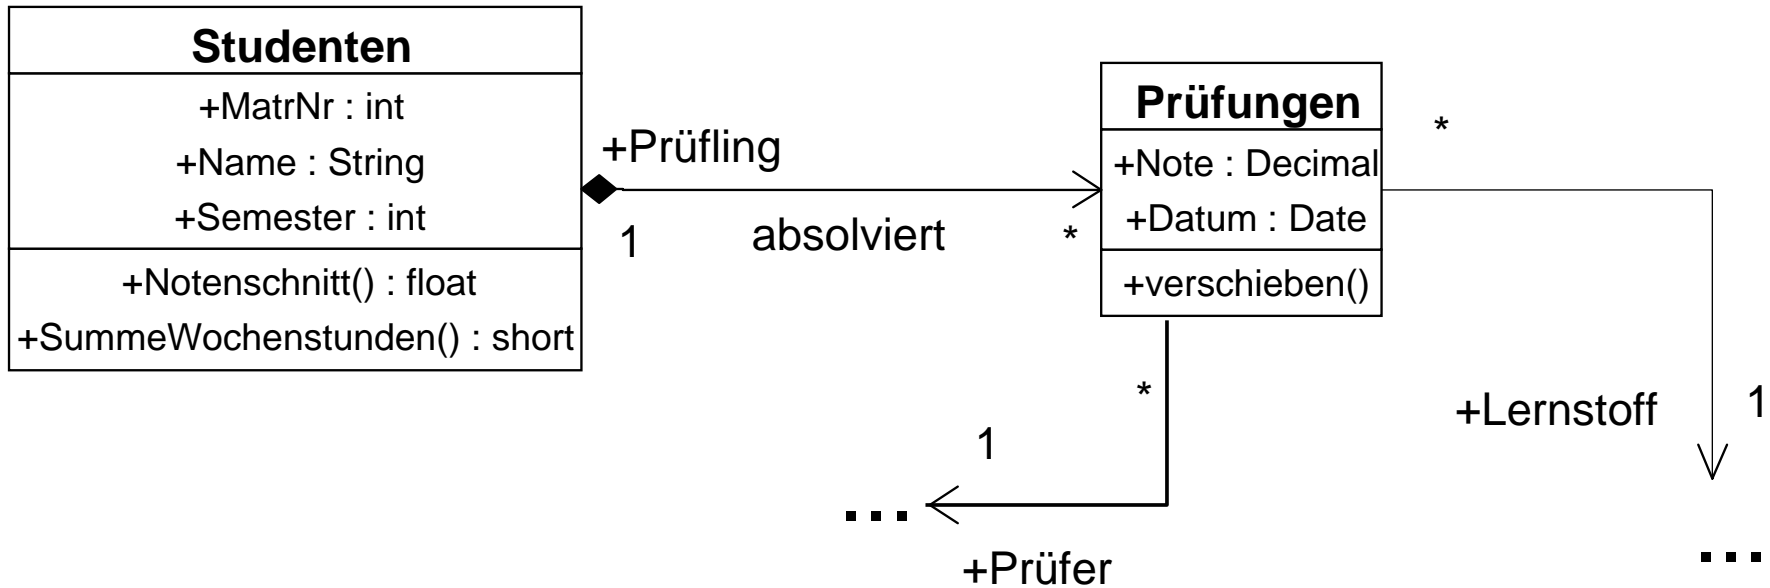 Studenten
+MatrNr : int
+Name : String
+Semester : int
+Notenschnitt() : float
+SummeWochenstunden() : short
+Prüfling
1
absolviert
*
Prüfungen
+Note : Decimal
+Datum : Date
+verschieben()
*
+Lernstoff
1
...
*
1
...
+Prüfer